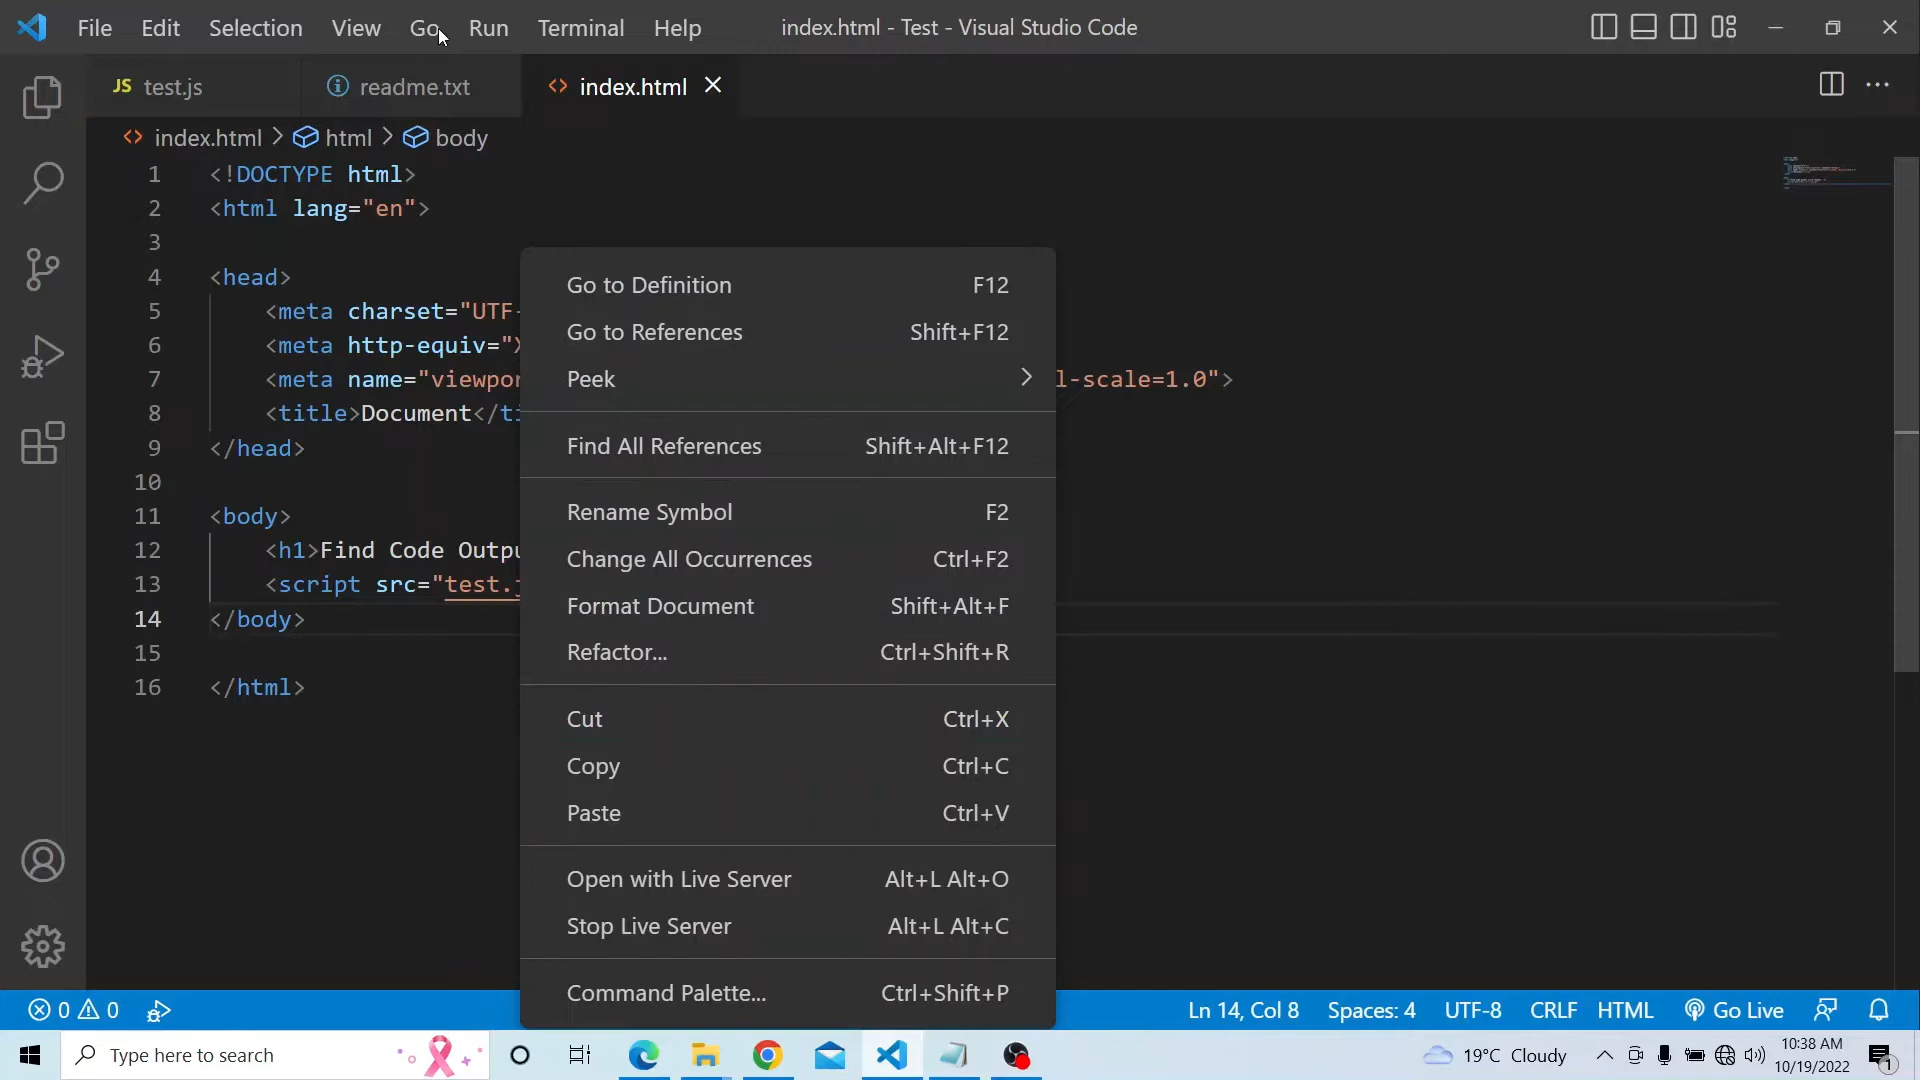 File Edit Selection View Go Run Terminal Help index.html - Test - Visual Studio Code
JS test.js readme.txt <> index.html
<> index.html > html > body
1 <!DOCTYPE html>
2 <html lang="en">
3
4 <head>
5 <meta charset="UTF-
6 <meta http-equiv="X
7 <meta name="viewpor l-scale=1.0">
8 <title>Document</ti
9 </head>
10
11 <body>
12 <h1>Find Code Outpu
13 <script src="test.j
14 </body>
15
16 </html>
Go to Definition F12
Go to References Shift+F12
Peek >
Find All References Shift+Alt+F12
Rename Symbol F2
Change All Occurrences Ctrl+F2
Format Document Shift+Alt+F
Refactor... Ctrl+Shift+R
Cut Ctrl+X
Copy Ctrl+C
Paste Ctrl+V
Open with Live Server Alt+L Alt+O
Stop Live Server Alt+L Alt+C
Command Palette... Ctrl+Shift+P
0 0 Ln 14, Col 8 Spaces: 4 UTF-8 CRLF HTML Go Live
Type here to search 19°C Cloudy 10:38 AM
10/19/2022 1